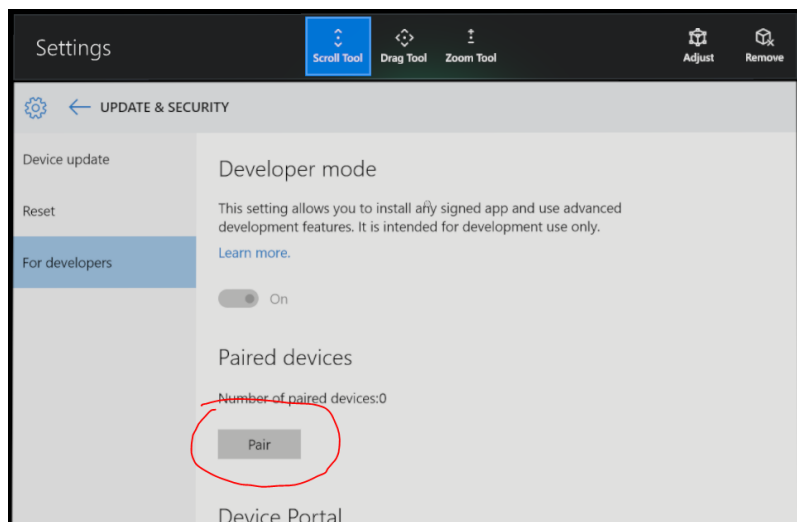 Settings
Scroll Tool
Drag Tool
Zoom Tool
Adjust
Remove
UPDATE & SECURITY
Device update
Reset
For developers
Developer mode
This setting allows you to install any signed app and use advanced
development features. It is intended for development use only.
Learn more.
On
Paired devices
Number of paired devices:0
Pair
Device Portal